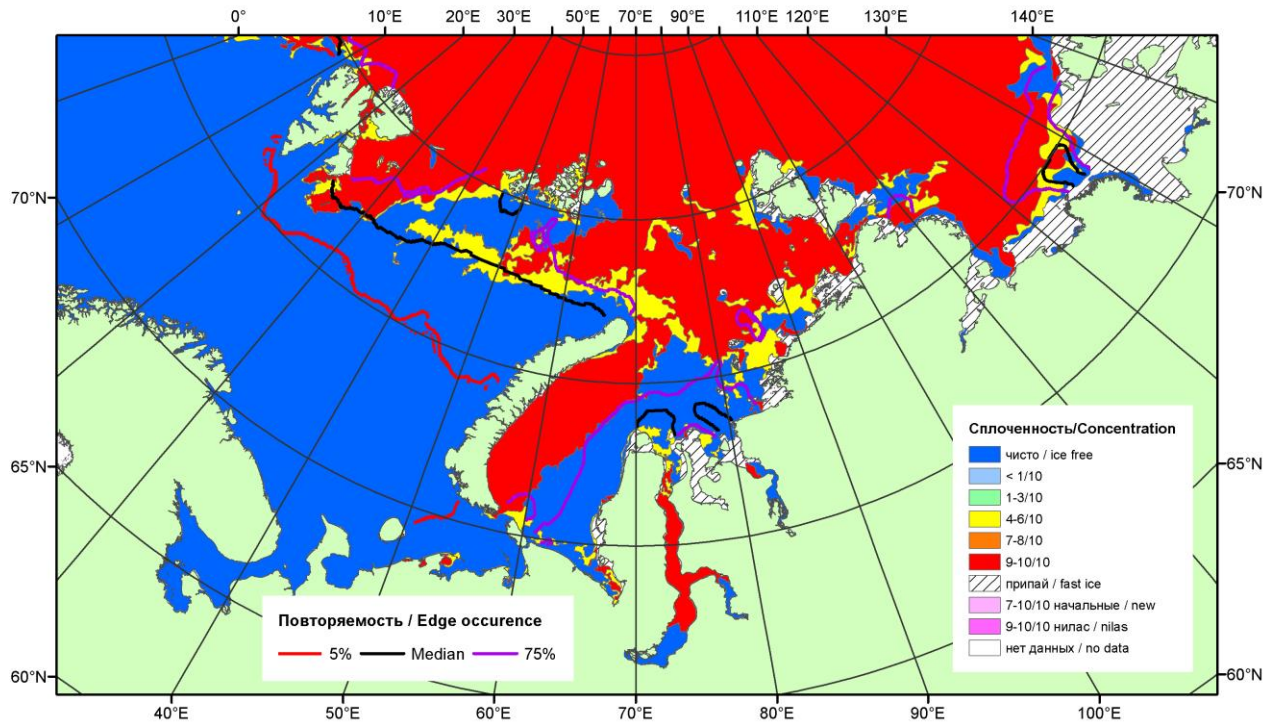 0° 10°E 20°E 30°E 50°E 70°E 90°E 110°E 120°E 130°E 140°E
70°N 70°N
65°N 65°N
60°N 60°N
Сплоченность/Concentration
чисто / ice free
< 1/10
1-3/10
4-6/10
7-8/10
9-10/10
припай / fast ice
7-10/10 начальные / new
9-10/10 нилас / nilas
нет данных / no data
Повторяемость / Edge occurence
5% Median 75%
40°E 50°E 60°E 70°E 80°E 90°E 100°E